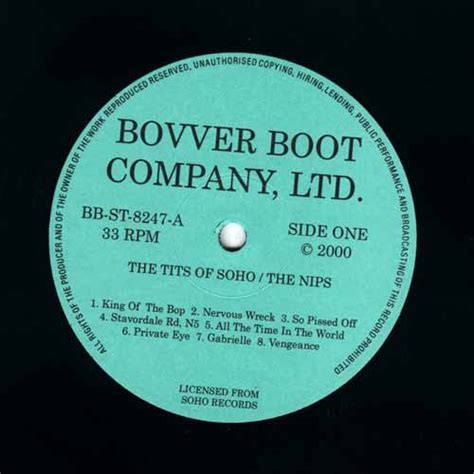 ALL RIGHTS OF THE PRODUCER AND OF THE OWNER OF THE WORK REPRODUCED RESERVED, UNAUTHORISED COPYING, HIRING, LENDING, PUBLIC PERFORMANCE AND BROADCASTING OF THIS RECORD PROHIBITED
BOVVER BOOT
COMPANY, LTD.
BB-ST-8247-A SIDE ONE
33 RPM © 2000
THE TITS OF SOHO / THE NIPS
1. King Of The Bop 2. Nervous Wreck 3. So Pissed Off
4. Stavordale Rd, N5 5. All The Time In The World
6. Private Eye 7. Gabrielle 8. Vengeance
LICENSED FROM
SOHO RECORDS